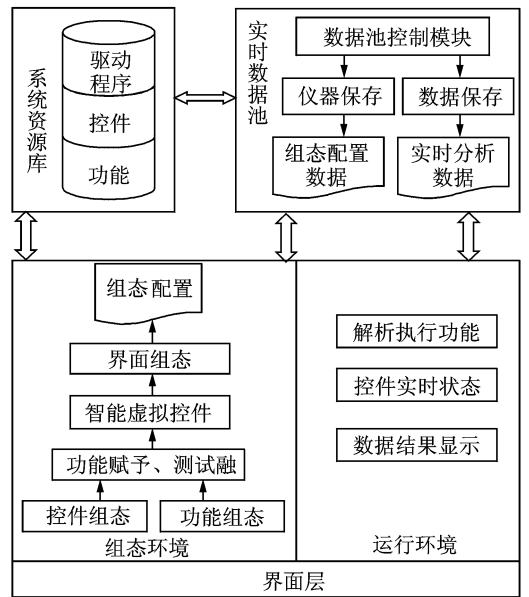 系统资源库
驱动
程序
控件
功能
实时数据池
数据池控制模块
仪器保存
数据保存
组态配置
数据
实时分析
数据
组态配置
界面组态
智能虚拟控件
功能赋予、测试融
控件组态
功能组态
组态环境
解析执行功能
控件实时状态
数据结果显示
运行环境
界面层